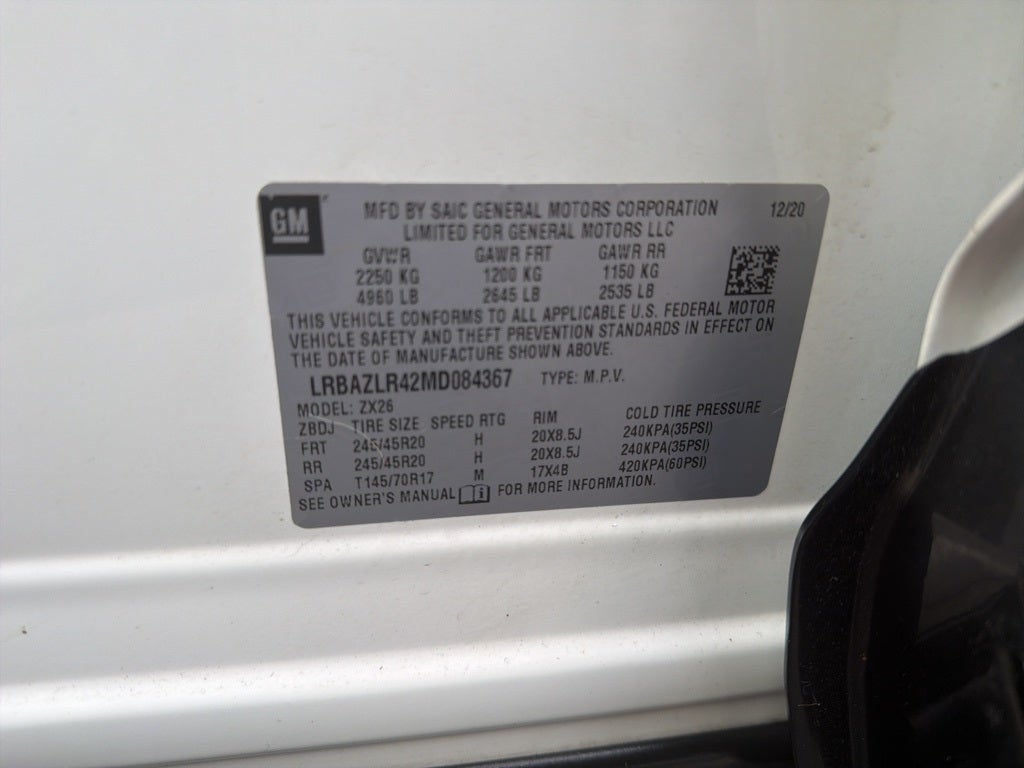 GM
MFD BY SAIC GENERAL MOTORS CORPORATION 12/20
LIMITED FOR GENERAL MOTORS LLC
GVWR GAWR FRT GAWR RR
2250 KG 1200 KG 1150 KG
4960 LB 2645 LB 2535 LB
THIS VEHICLE CONFORMS TO ALL APPLICABLE U.S. FEDERAL MOTOR
VEHICLE SAFETY AND THEFT PREVENTION STANDARDS IN EFFECT ON
THE DATE OF MANUFACTURE SHOWN ABOVE.
LRBAZLR42MD084367 TYPE: M.P.V.
MODEL: ZX26
ZBDJ TIRE SIZE SPEED RTG RIM COLD TIRE PRESSURE
FRT 245/45R20 H 20X8.5J 240KPA(35PSI)
RR 245/45R20 H 20X8.5J 240KPA(35PSI)
SPA T145/70R17 M 17X4B 420KPA(60PSI)
SEE OWNER'S MANUAL FOR MORE INFORMATION.